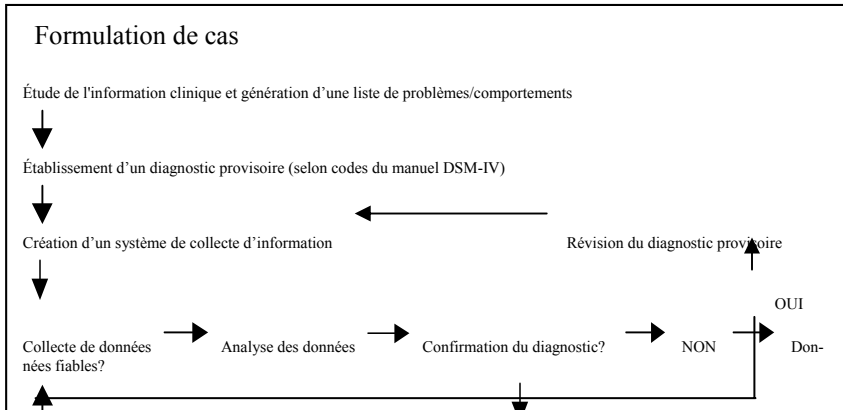 Formulation de cas
Étude de l'information clinique et génération d’une liste de problèmes/comportements
Établissement d’un diagnostic provisoire (selon codes du manuel DSM-IV)
Création d’un système de collecte d’information Révision du diagnostic provisoire
OUI
Collecte de données Analyse des données Confirmation du diagnostic? NON Don-
nées fiables?